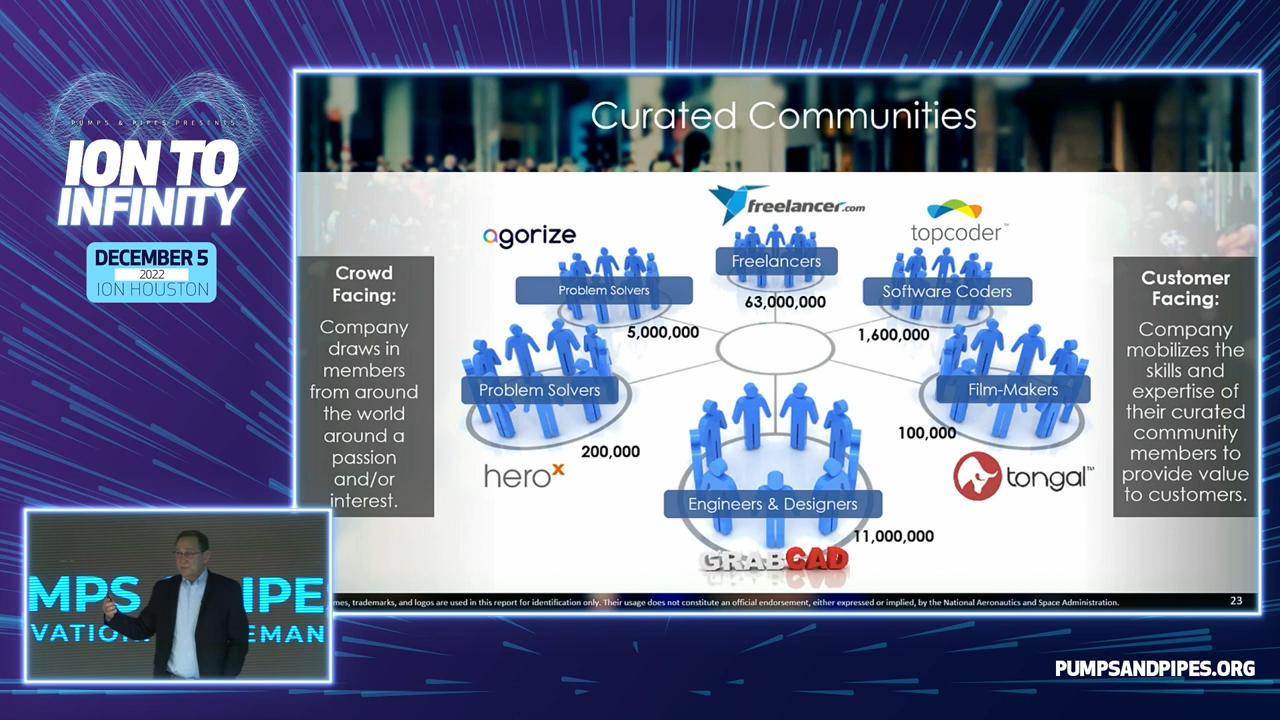 PUMPS & PIPES PRESENTS
ION TO
INFINITY
DECEMBER 5
2022
ION HOUSTON
Curated Communities
Crowd
Facing:
Company
draws in
members
from around
the world
around a
passion
and/or
interest.
agorize
Problem Solvers
5,000,000
freelancer.com
Freelancers
63,000,000
topcoder™
Software Coders
1,600,000
Problem Solvers
200,000
herox
Film-Makers
100,000
tongal™
Engineers & Designers
11,000,000
GRABCAD
Customer
Facing:
Company
mobilizes the
skills and
expertise of
their curated
community
members to
provide value
to customers.
trademarks, and logos are used in this report for identification only. Their usage does not constitute an official endorsement, either expressed or implied, by the National Aeronautics and Space Administration.
23
MPS IPE
VATIO EMAN
PUMPSANDPIPES.ORG